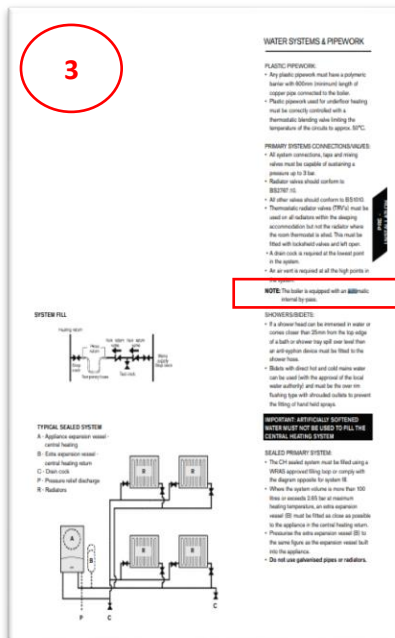 3
WATER SYSTEMS & PIPEWORK
PLASTIC PIPEWORK:
• Any plastic pipework must have a polymeric
barrier with 600mm (minimum) length of
copper pipe connected to the boiler.
• Plastic pipework used for underfloor heating
must be correctly controlled with a
thermostatic blending valve limiting the
temperature of the circuits to approx. 50°C.
PRIMARY SYSTEMS CONNECTIONS/VALVES:
• All system connections, taps and mixing
valves must be capable of sustaining a
pressure up to 3 bar.
• Radiator valves should conform to
BS2767:10.
• All other valves should conform to BS1010.
• Thermostatic radiator valves (TRV's) must be
used on all radiators within the sleeping
accommodation but not the radiator where
the room thermostat is sited. This must be
fitted with lockshield valves and left open.
• A drain cock is required at the lowest point
in the system.
• An air vent is required at all the high points in
the system.
NOTE: The boiler is equipped with an automatic
internal by-pass.
SHOWERS/BIDETS:
• If a shower head can be immersed in water or
comes closer than 25mm from the top edge
of a bath or shower tray spill over level then
an anti-syphon device must be fitted to the
shower hose.
• Bidets with direct hot and cold mains water
can be used (with the approval of the local
water authority) and must be the over rim
flushing type with shrouded outlets to prevent
the fitting of hand held sprays.
IMPORTANT: ARTIFICIALLY SOFTENED
WATER MUST NOT BE USED TO FILL THE
CENTRAL HEATING SYSTEM
SEALED PRIMARY SYSTEM:
• The CH sealed system must be filled using a
WRAS approved filling loop or comply with
the diagram opposite for system fill.
• Where the system volume is more than 100
litres or exceeds 2.65 bar at maximum
heating temperature, an extra expansion
vessel (B) must be fitted as close as possible
to the appliance in the central heating return.
• Pressurise the extra expansion vessel (B) to
the same figure as the expansion vessel built
into the appliance.
• Do not use galvanised pipes or radiators.
SYSTEM FILL
Heating return
Hose
Test cock
Temporary hose
TYPICAL SEALED SYSTEM
A - Appliance expansion vessel -
central heating
B - Extra expansion vessel -
central heating return
C - Drain cock
P - Pressure relief discharge
R - Radiators
R
R
A
B
R
R
C
P
C